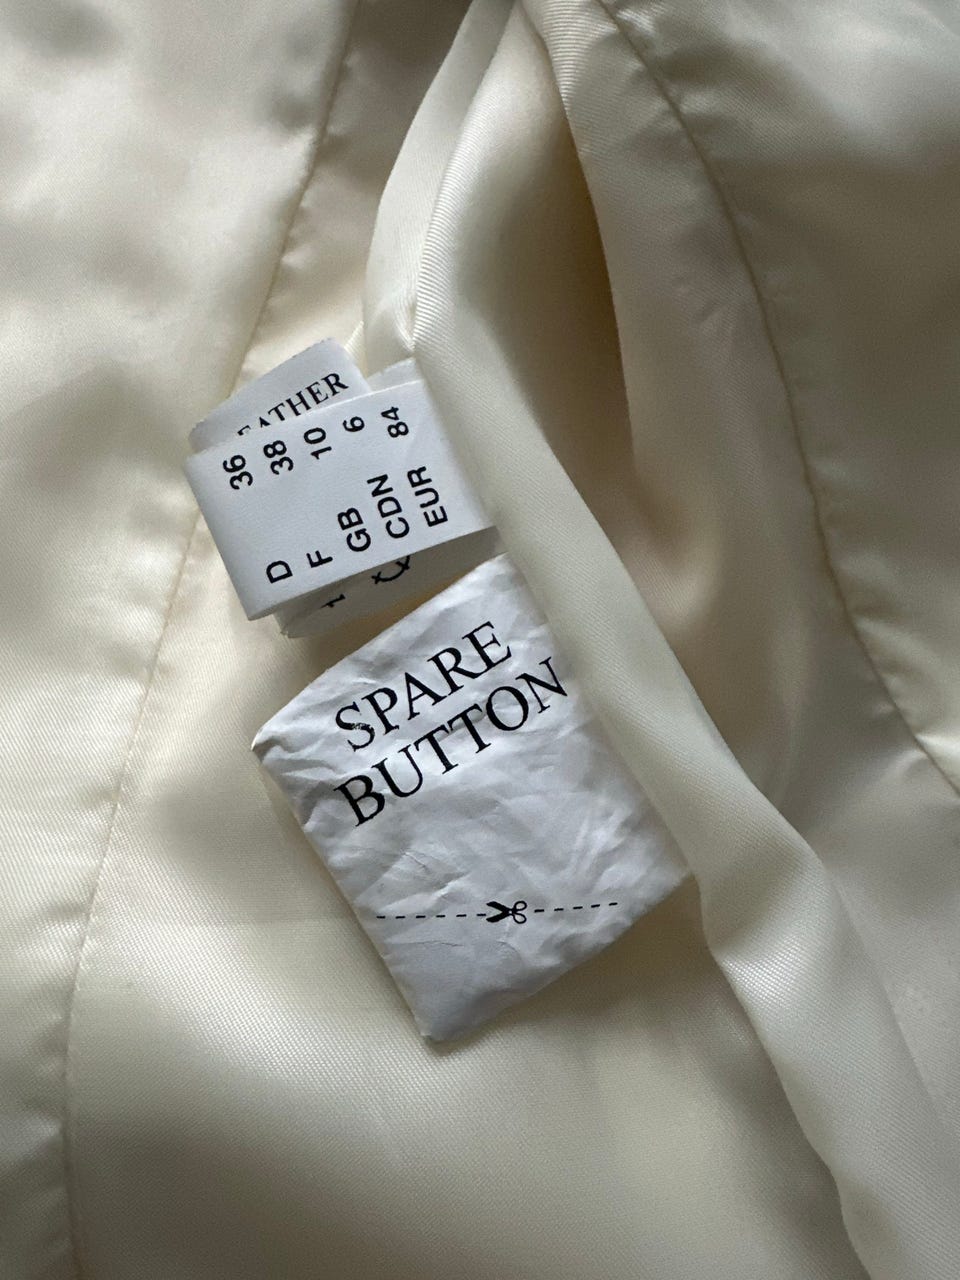 EATHER
D 36
F 38
GB 10
CDN 6
EUR 84
SPARE
BUTTON